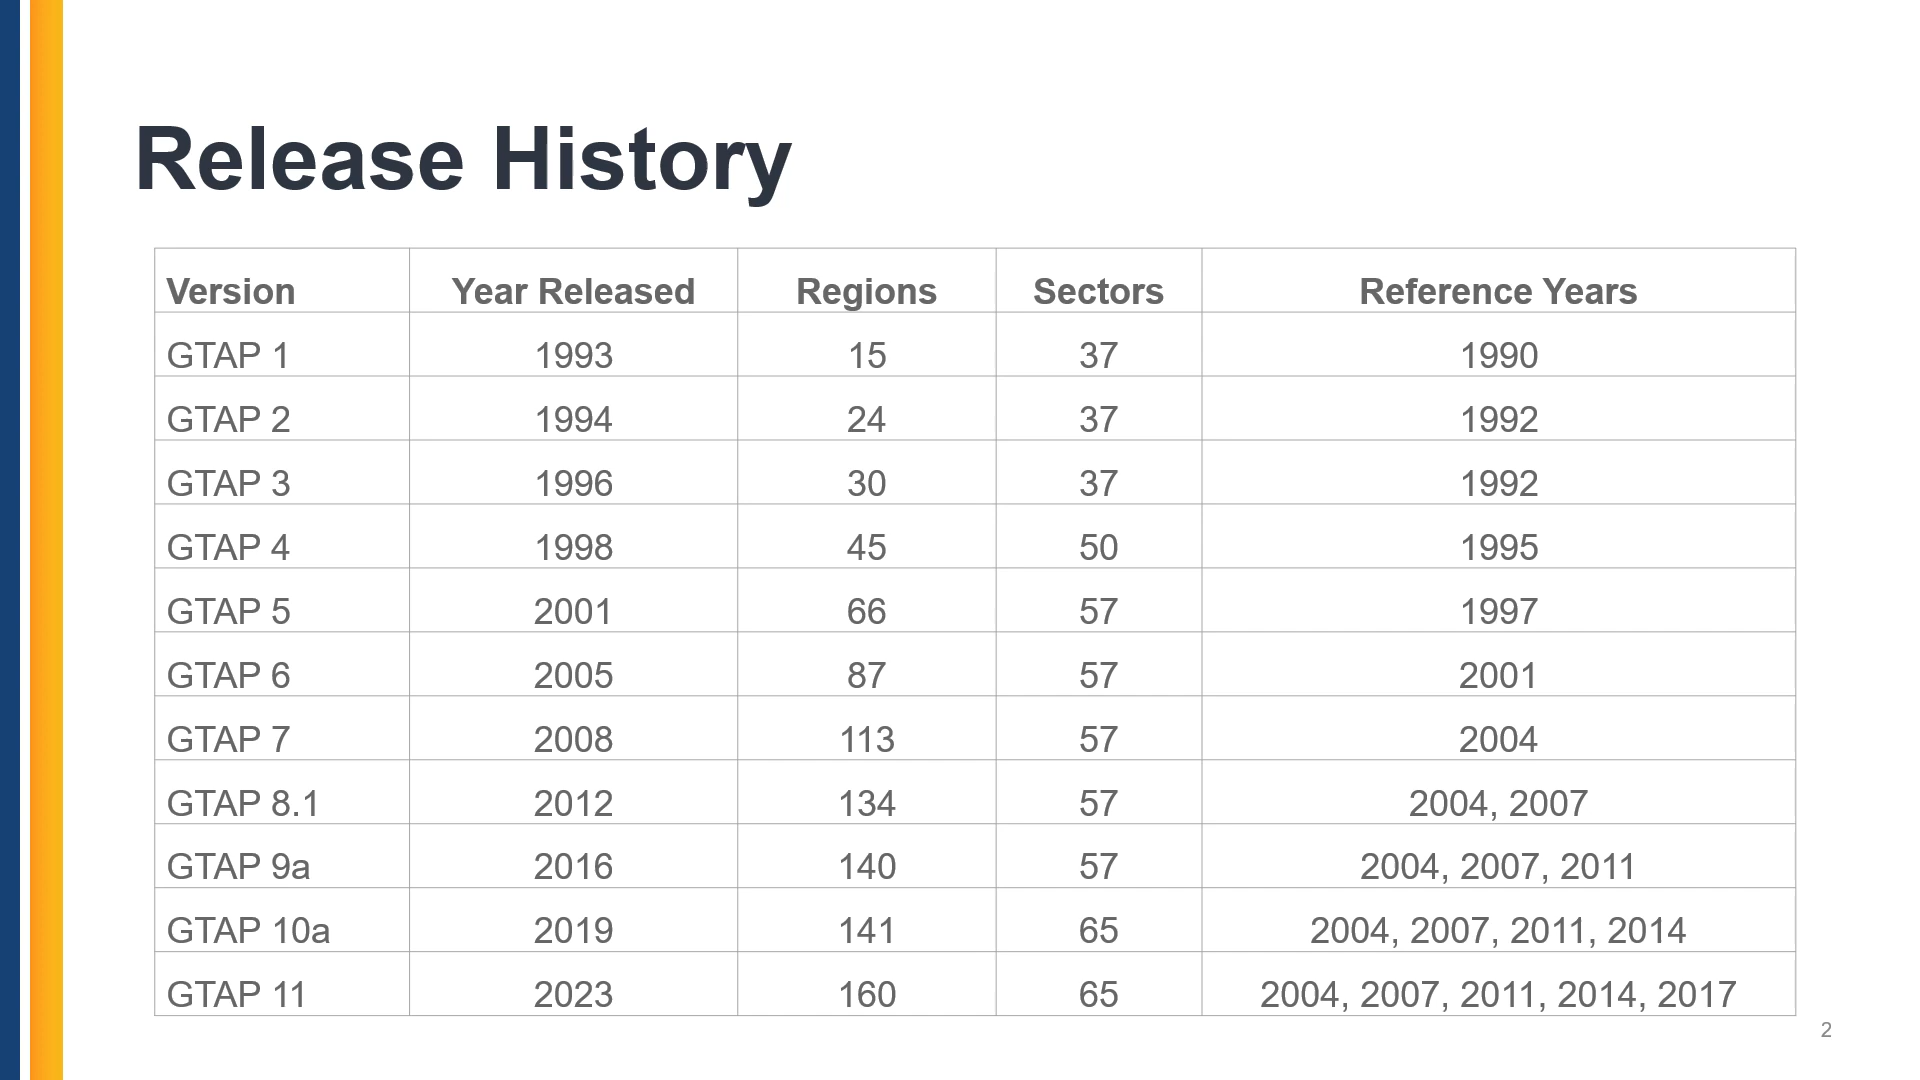 Release History
Version Year Released Regions Sectors Reference Years
GTAP 1 1993 15 37 1990
GTAP 2 1994 24 37 1992
GTAP 3 1996 30 37 1992
GTAP 4 1998 45 50 1995
GTAP 5 2001 66 57 1997
GTAP 6 2005 87 57 2001
GTAP 7 2008 113 57 2004
GTAP 8.1 2012 134 57 2004, 2007
GTAP 9a 2016 140 57 2004, 2007, 2011
GTAP 10a 2019 141 65 2004, 2007, 2011, 2014
GTAP 11 2023 160 65 2004, 2007, 2011, 2014, 2017
2